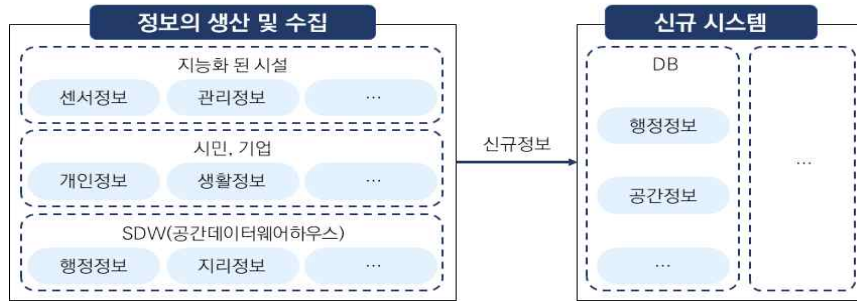 정보의 생산 및 수집
지능화 된 시설
센서정보 관리정보 …
시민, 기업
개인정보 생활정보 …
SDW(공간데이터웨어하우스)
행정정보 지리정보 …
신규정보
신규 시스템
DB
행정정보
공간정보
…
…